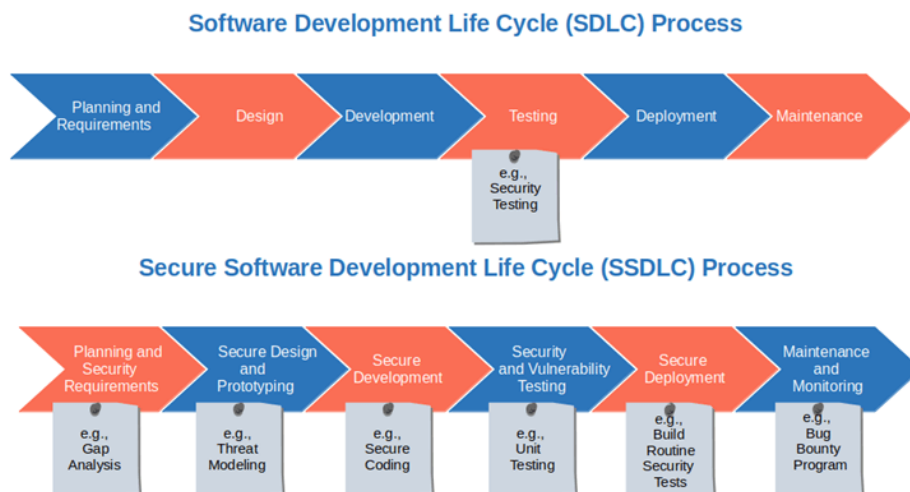 Software Development Life Cycle (SDLC) Process
Planning and
Requirements
Design
Development
Testing
Deployment
Maintenance
e.g.,
Security
Testing
Secure Software Development Life Cycle (SSDLC) Process
Planning and
Security
Requirements
Secure Design
and
Prototyping
Secure
Development
Security
and Vulnerability
Testing
Secure
Deployment
Maintenance
and
Monitoring
e.g.,
Gap
Analysis
e.g.,
Threat
Modeling
e.g.,
Secure
Coding
e.g.,
Unit
Testing
e.g.,
Build
Routine
Security
Tests
e.g.,
Bug
Bounty
Program